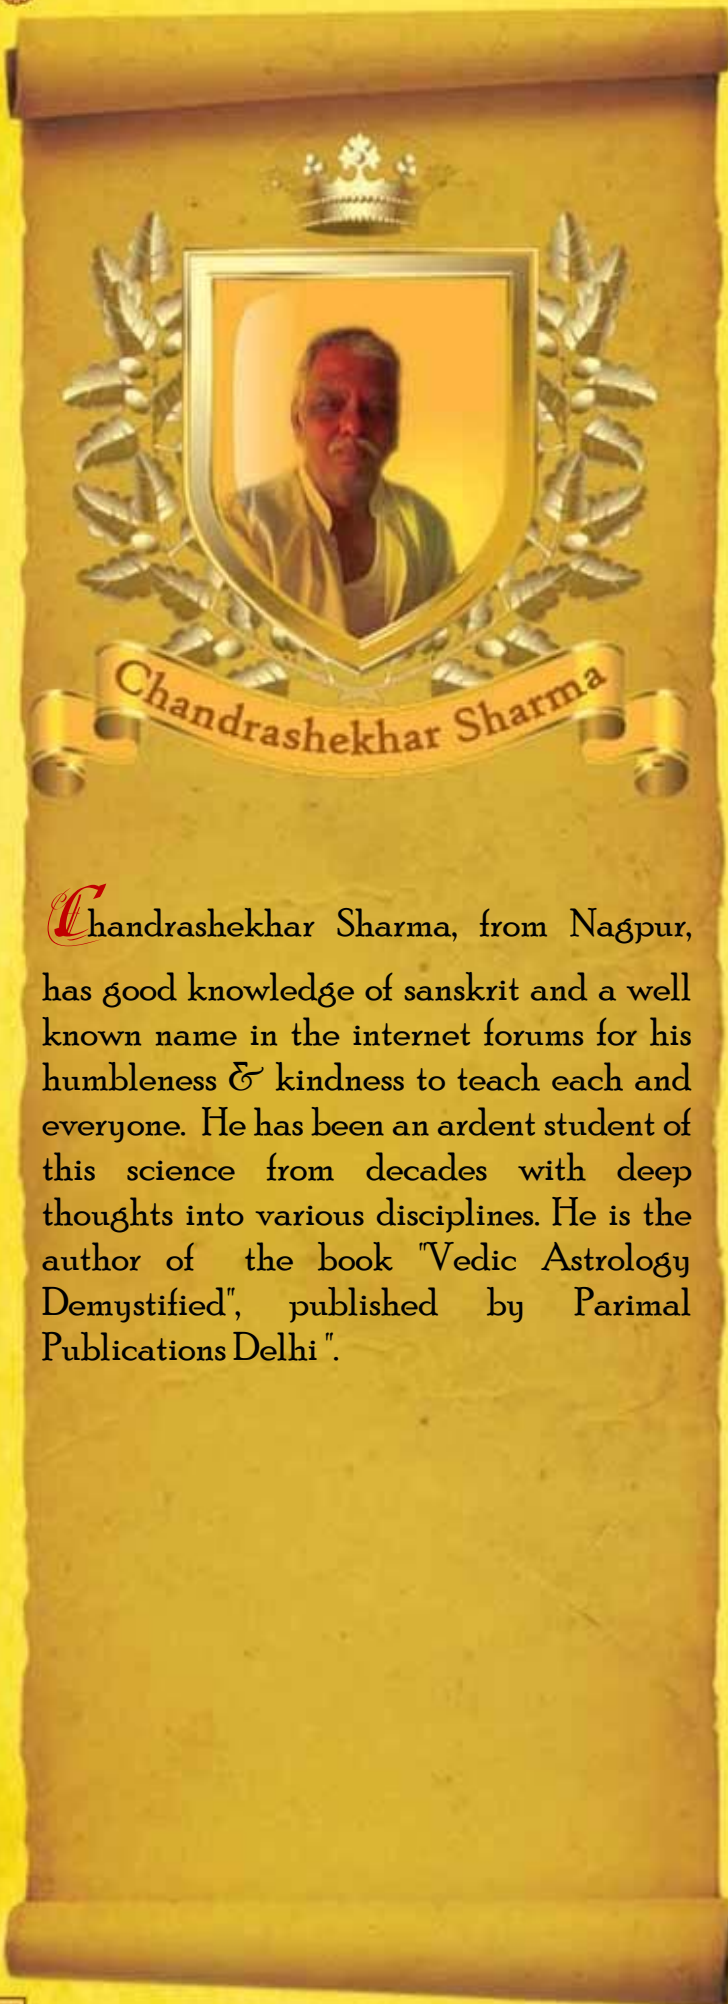 Chandrashekhar Sharma
Chandrashekhar Sharma, from Nagpur,
has good knowledge of sanskrit and a well
known name in the internet forums for his
humbleness & kindness to teach each and
everyone. He has been an ardent student of
this science from decades with deep
thoughts into various disciplines. He is the
author of the book "Vedic Astrology
Demystified", published by Parimal
Publications Delhi ".